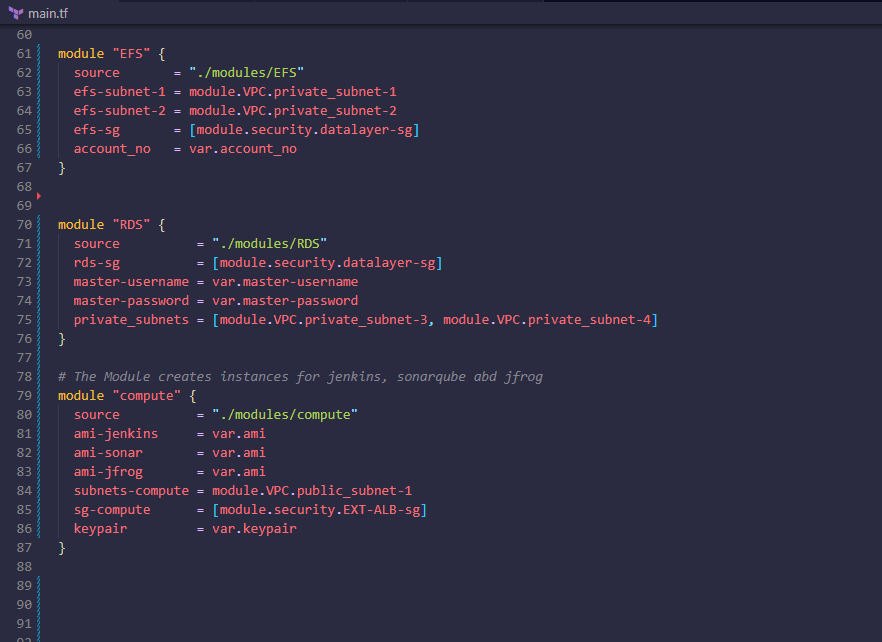 main.tf
60
61 module "EFS" {
62 source = "./modules/EFS"
63 efs-subnet-1 = module.VPC.private_subnet-1
64 efs-subnet-2 = module.VPC.private_subnet-2
65 efs-sg = [module.security.datalayer-sg]
66 account_no = var.account_no
67 }
68
69
70 module "RDS" {
71 source = "./modules/RDS"
72 rds-sg = [module.security.datalayer-sg]
73 master-username = var.master-username
74 master-password = var.master-password
75 private_subnets = [module.VPC.private_subnet-3, module.VPC.private_subnet-4]
76 }
77
78 # The Module creates instances for jenkins, sonarqube abd jfrog
79 module "compute" {
80 source = "./modules/compute"
81 ami-jenkins = var.ami
82 ami-sonar = var.ami
83 ami-jfrog = var.ami
84 subnets-compute = module.VPC.public_subnet-1
85 sg-compute = [module.security.EXT-ALB-sg]
86 keypair = var.keypair
87 }
88
89
90
91